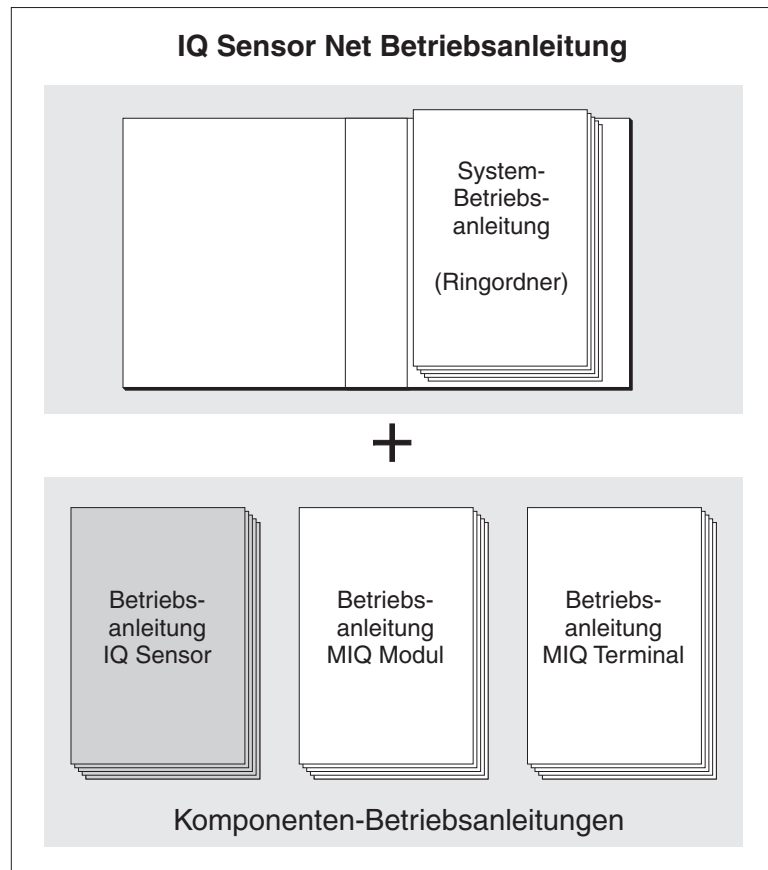 IQ Sensor Net Betriebsanleitung
System-
Betriebs-
anleitung
(Ringordner)
+
Betriebs-
anleitung
IQ Sensor
Betriebs-
anleitung
MIQ Modul
Betriebs-
anleitung
MIQ Terminal
Komponenten-Betriebsanleitungen